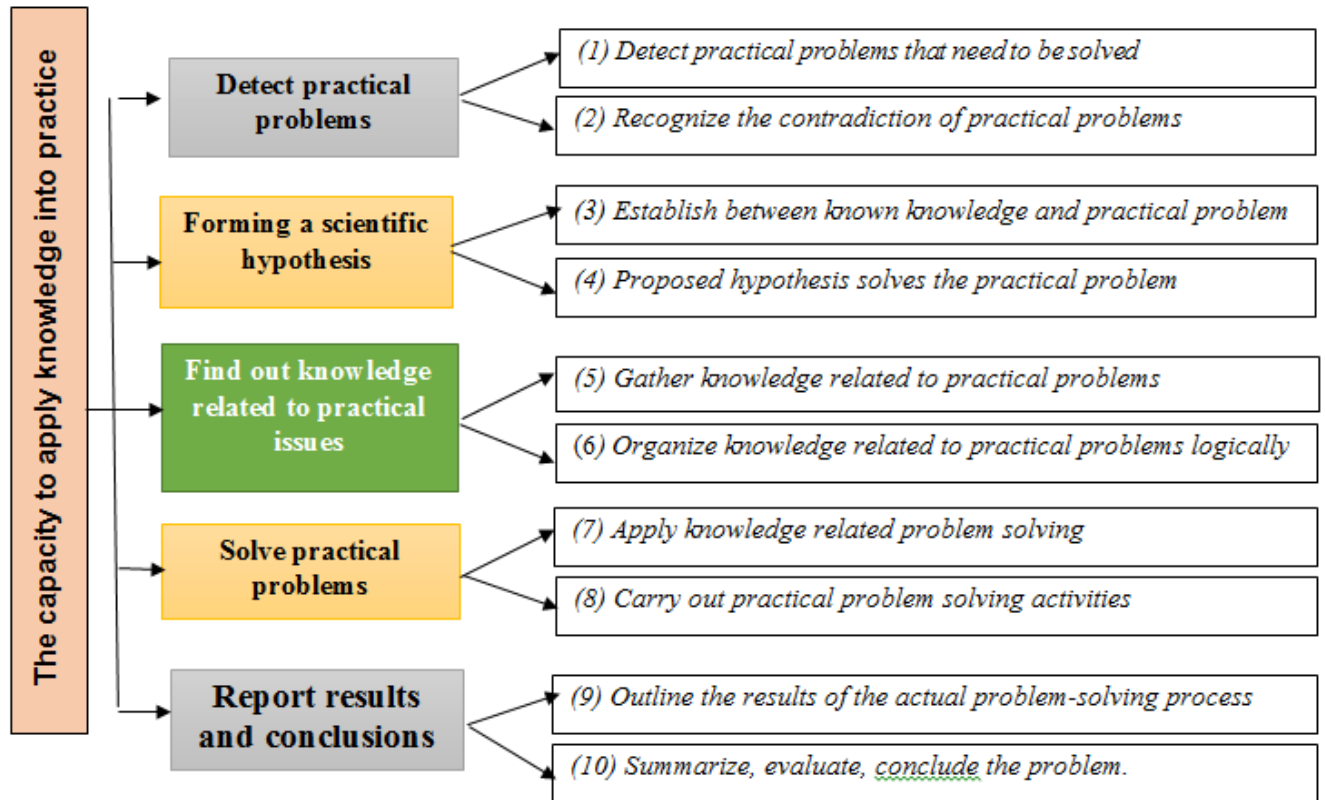 The capacity to apply knowledge into practice
Detect practical
problems
(1) Detect practical problems that need to be solved
(2) Recognize the contradiction of practical problems
Forming a scientific
hypothesis
(3) Establish between known knowledge and practical problem
(4) Proposed hypothesis solves the practical problem
Find out knowledge
related to practical
issues
(5) Gather knowledge related to practical problems
(6) Organize knowledge related to practical problems logically
Solve practical
problems
(7) Apply knowledge related problem solving
(8) Carry out practical problem solving activities
Report results
and conclusions
(9) Outline the results of the actual problem-solving process
(10) Summarize, evaluate, conclude the problem.